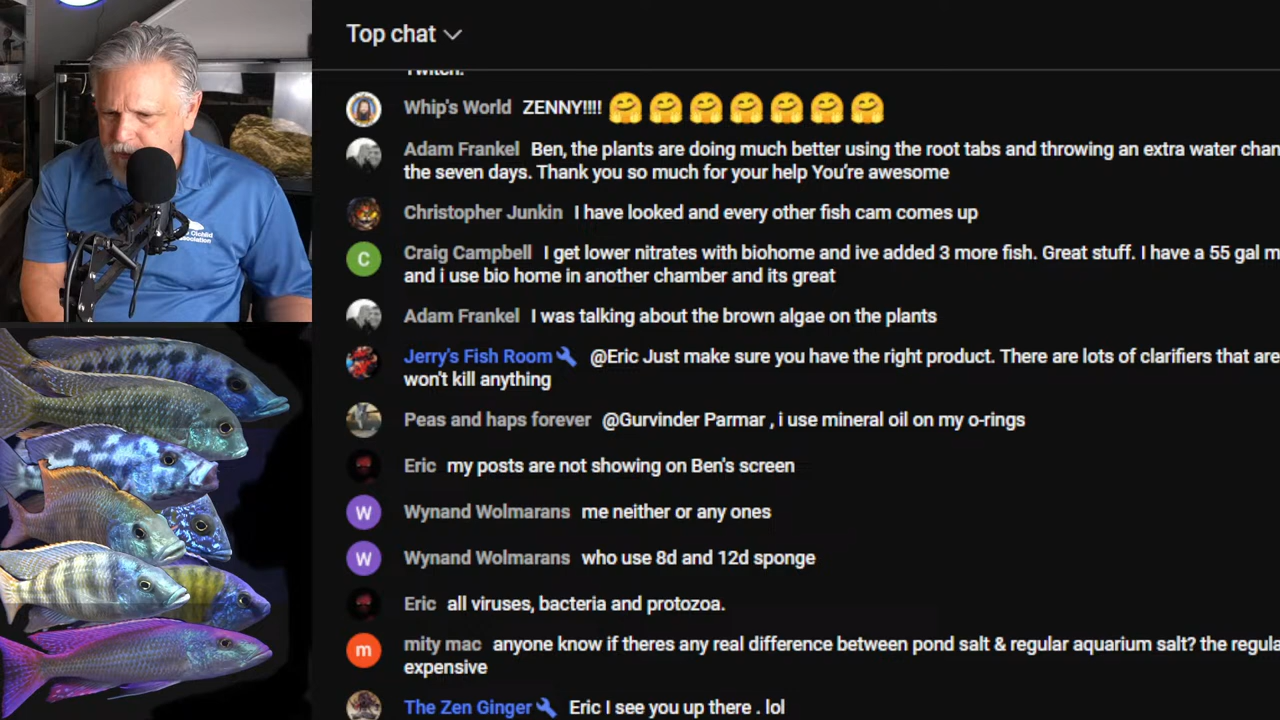 Top chat
Twitch.
Whip's World ZENNY!!!! 🤗🤗🤗🤗🤗🤗🤗
Adam Frankel Ben, the plants are doing much better using the root tabs and throwing an extra water
the seven days. Thank you so much for your help You’re awesome
Christopher Junkin I have looked and every other fish cam comes up
C Craig Campbell I get lower nitrates with biohome and ive added 3 more fish. Great stuff. I have a 55 gal
and i use bio home in another chamber and its great
Adam Frankel I was talking about the brown algae on the plants
Jerry's Fish Room @Eric Just make sure you have the right product. There are lots of clarifiers that are
won't kill anything
Peas and haps forever @Gurvinder Parmar , i use mineral oil on my o-rings
Eric my posts are not showing on Ben's screen
W Wynand Wolmarans me neither or any ones
W Wynand Wolmarans who use 8d and 12d sponge
Eric all viruses, bacteria and protozoa.
m mity mac anyone know if theres any real difference between pond salt & regular aquarium salt? the
expensive
The Zen Ginger Eric I see you up there . lol
Cichlid
Association